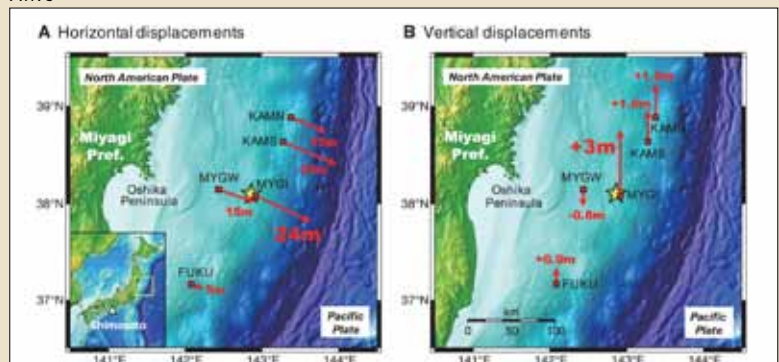 A Horizontal displacements
North American Plate
39°N
38°N
37°N
Miyagi
Pref.
Oshika
Peninsula
KAMN
KAMS
MYGW
MYGI
15m
24m
FUKU
5m
Shimosato
Pacific
Plate
141°E 142°E 143°E 144°E
B Vertical displacements
North American Plate
39°N
38°N
37°N
Miyagi
Pref.
Oshika
Peninsula
KAMN
KAMS
+3m
MYGW
MYGI
-0.8m
+0.9m
FUKU
km
0 50 100
Pacific
Plate
141°E 142°E 143°E 144°E